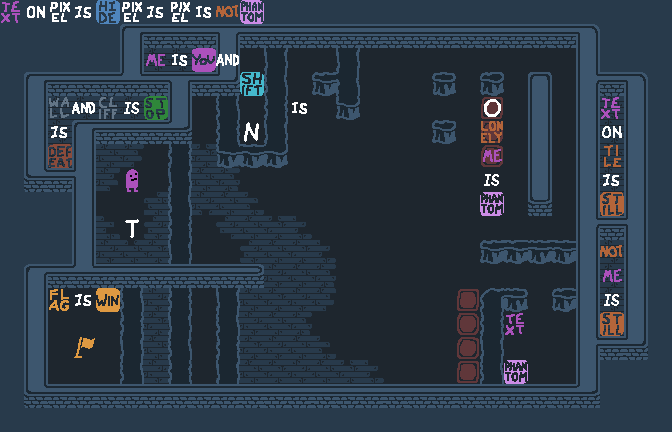 TEXT ON PIXEL IS HIDE PIXEL IS PIXEL IS NOT PHANTOM
ME IS YOU AND
SHIFT
WALL AND CLIFF IS STOP
IS
IS
DEFEAT
N
O
LONELY
ME
IS
PHANTOM
T
TEXT
ON
TILE
IS
STILL
NOT
ME
IS
STILL
FLAG IS WIN
TEXT
PHANTOM